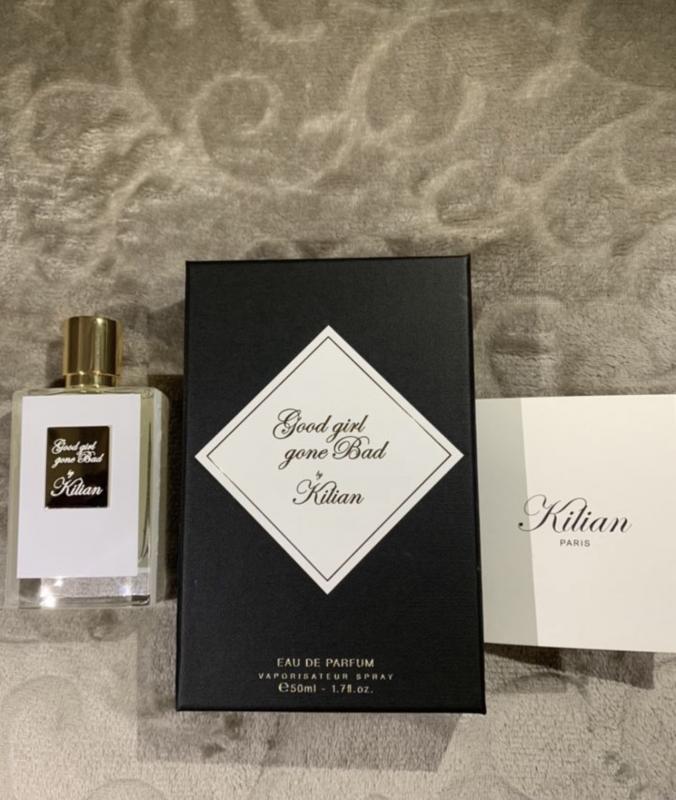 Good girl
gone Bad
by
Kilian
Good girl
gone Bad
by
Kilian
EAU DE PARFUM
VAPORISATEUR SPRAY
℮50ml - 1.7fl.oz.
Kilian
PARIS